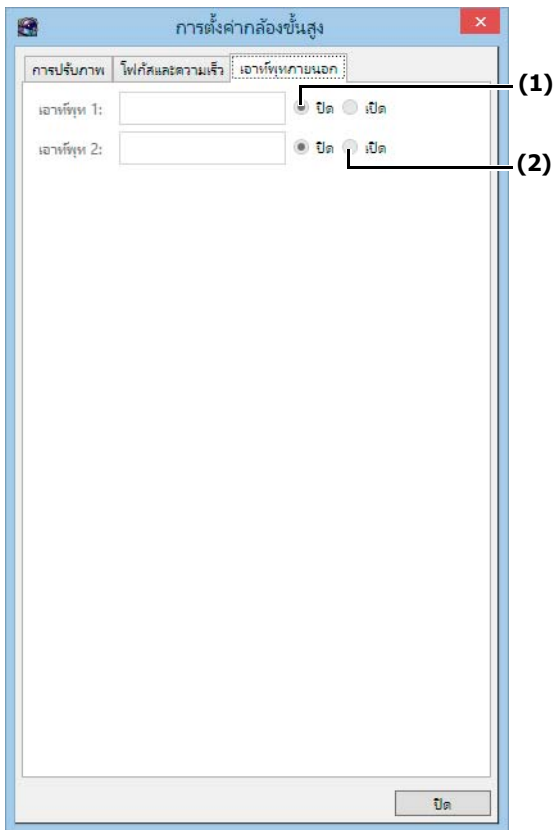 การตั้งค่ากล้องขั้นสูง
การปรับภาพ โฟกัสและความเร็ว เอาท์พุทภายนอก
เอาท์พุท 1: ปิด เปิด (1)
เอาท์พุท 2: ปิด เปิด (2)
ปิด